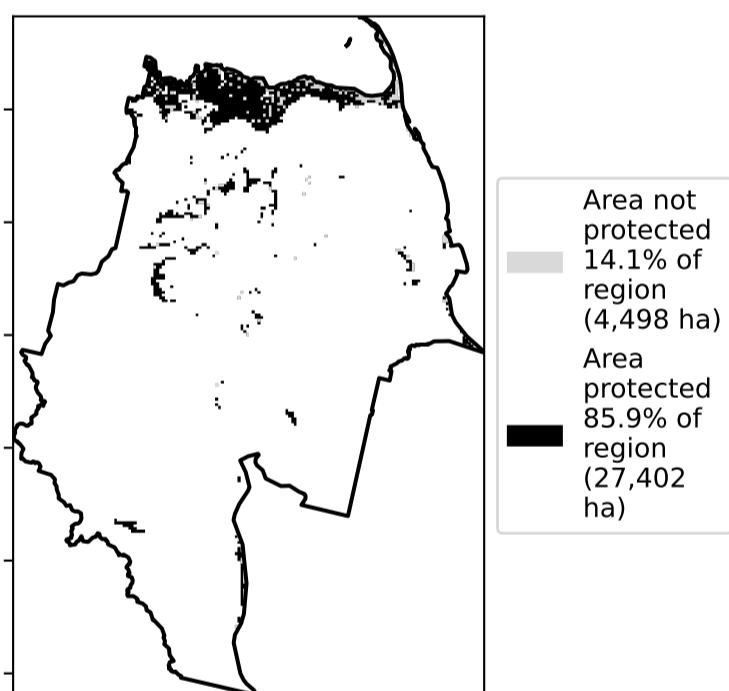 Area not
protected
14.1% of
region
(4,498 ha)
Area
protected
85.9% of
region
(27,402
ha)